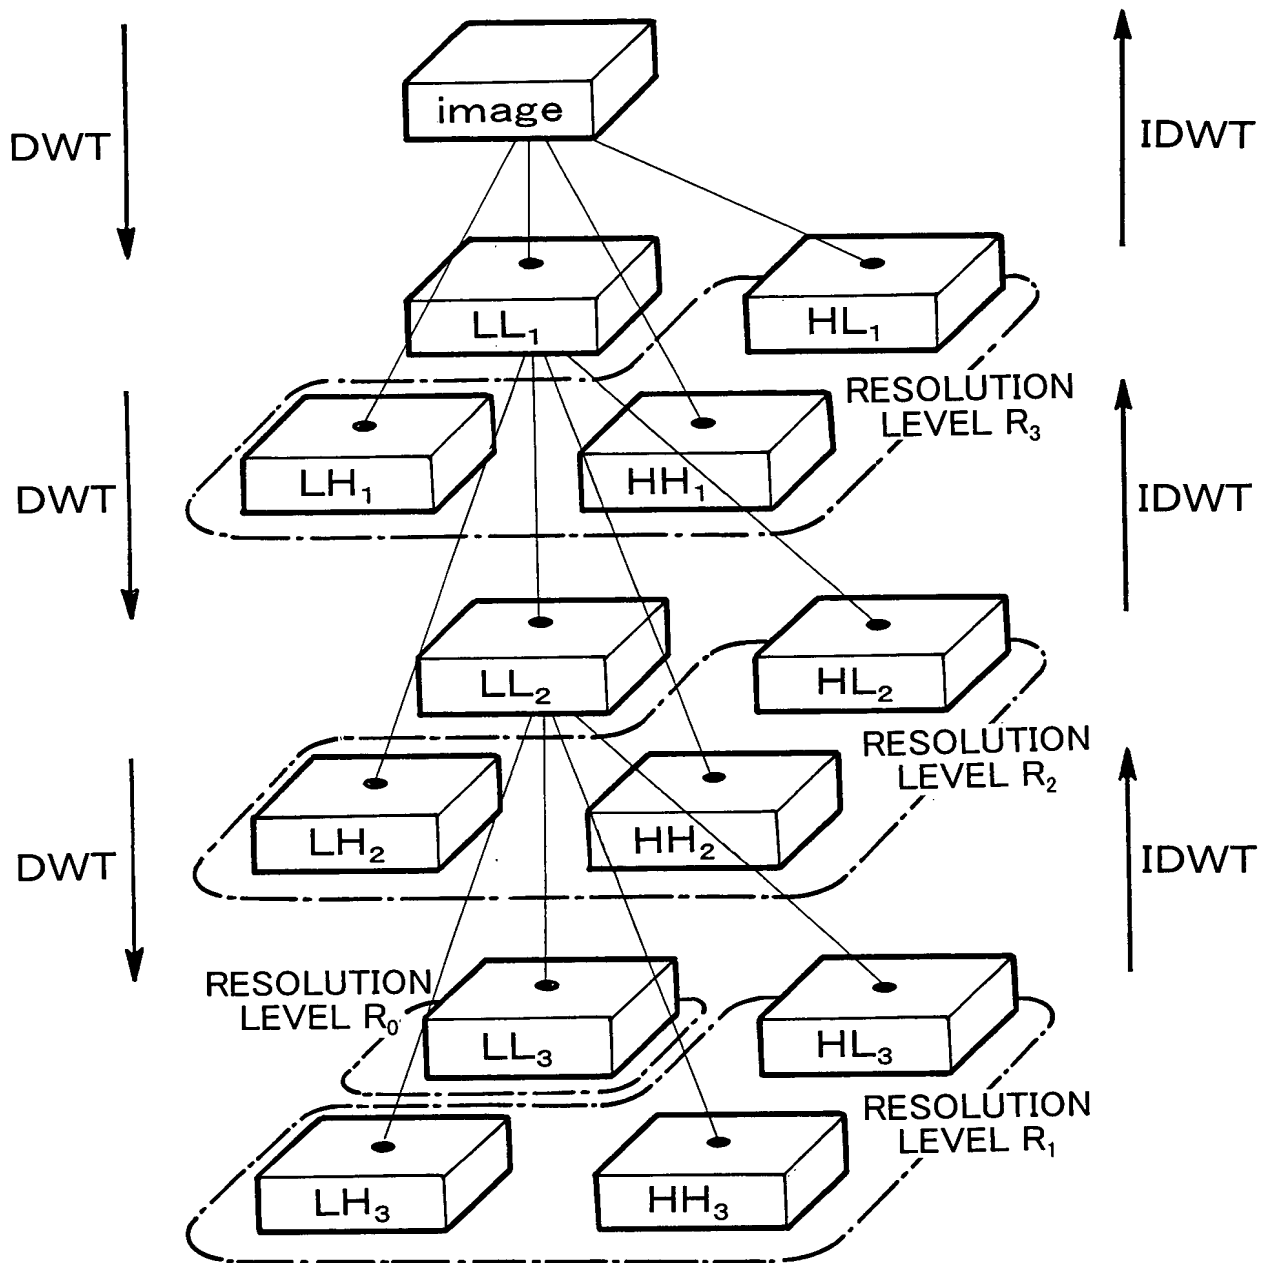 image
DWT
IDWT
LL₁
HL₁
RESOLUTION
LEVEL R₃
LH₁
HH₁
DWT
IDWT
LL₂
HL₂
RESOLUTION
LEVEL R₂
LH₂
HH₂
DWT
IDWT
RESOLUTION
LEVEL R₀
LL₃
HL₃
RESOLUTION
LEVEL R₁
LH₃
HH₃